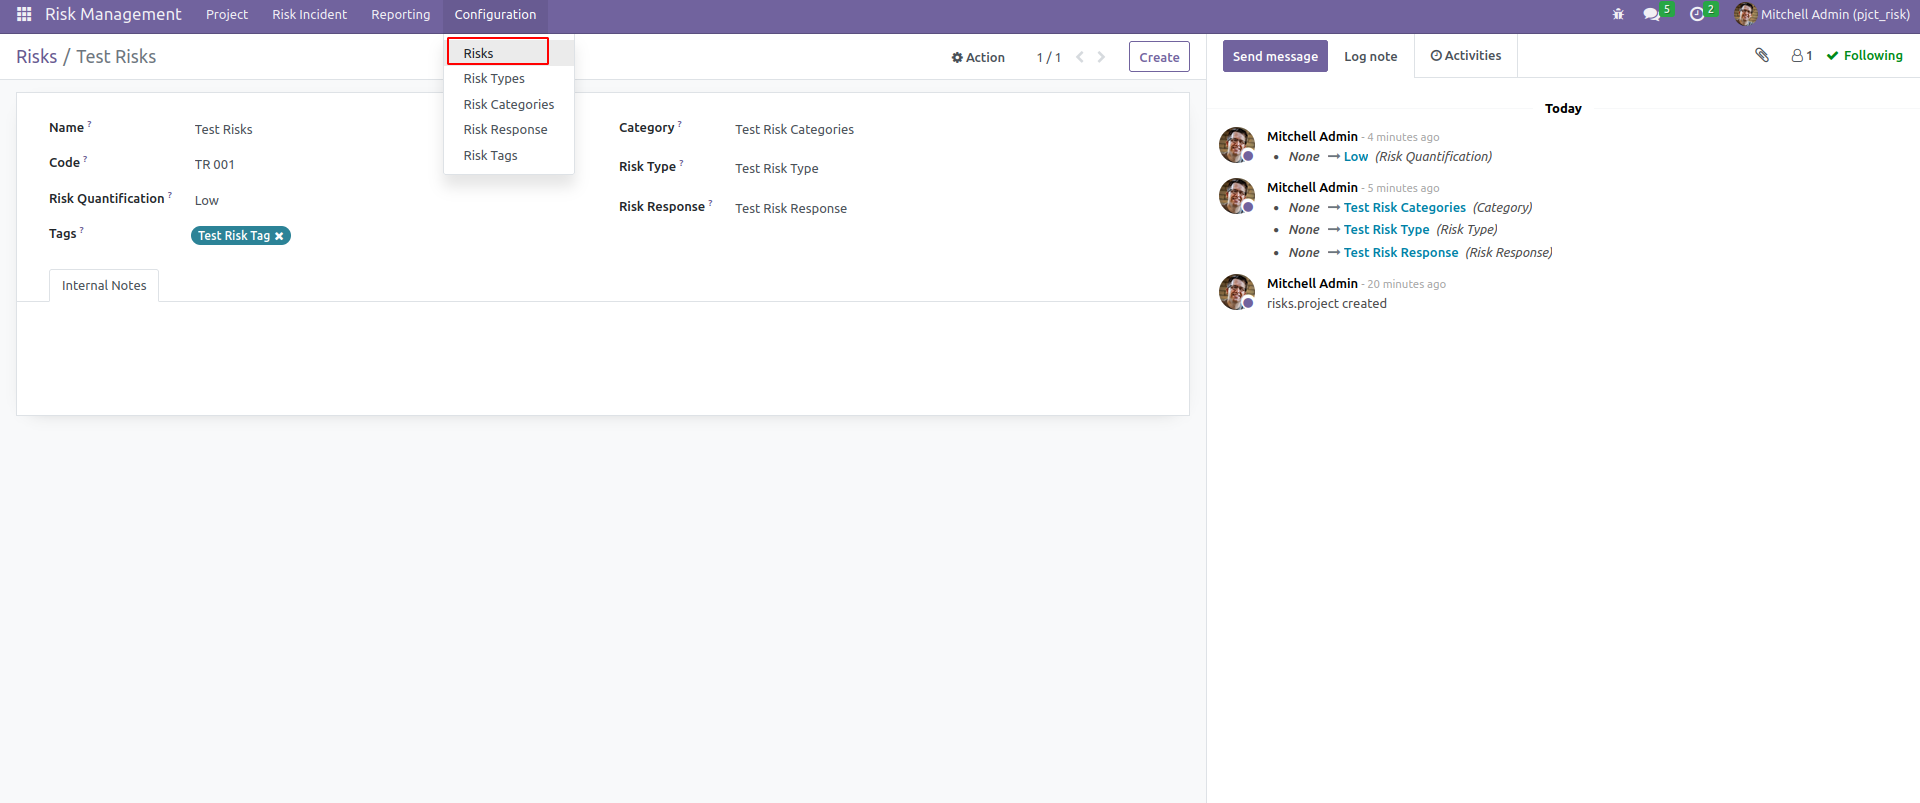 Risk Management Project Risk Incident Reporting Configuration 5 2 Mitchell Admin (pjct_risk)
Risks / Test Risks
Action 1 / 1 Create
Risks
Risk Types
Risk Categories
Risk Response
Risk Tags
Name ? Test Risks
Code ? TR 001
Risk Quantification ? Low
Tags ? Test Risk Tag ✖
Category ? Test Risk Categories
Risk Type ? Test Risk Type
Risk Response ? Test Risk Response
Internal Notes
Send message Log note Activities 1 ✔ Following
Today
Mitchell Admin - 4 minutes ago
• None → Low (Risk Quantification)
Mitchell Admin - 5 minutes ago
• None → Test Risk Categories (Category)
• None → Test Risk Type (Risk Type)
• None → Test Risk Response (Risk Response)
Mitchell Admin - 20 minutes ago
risks.project created